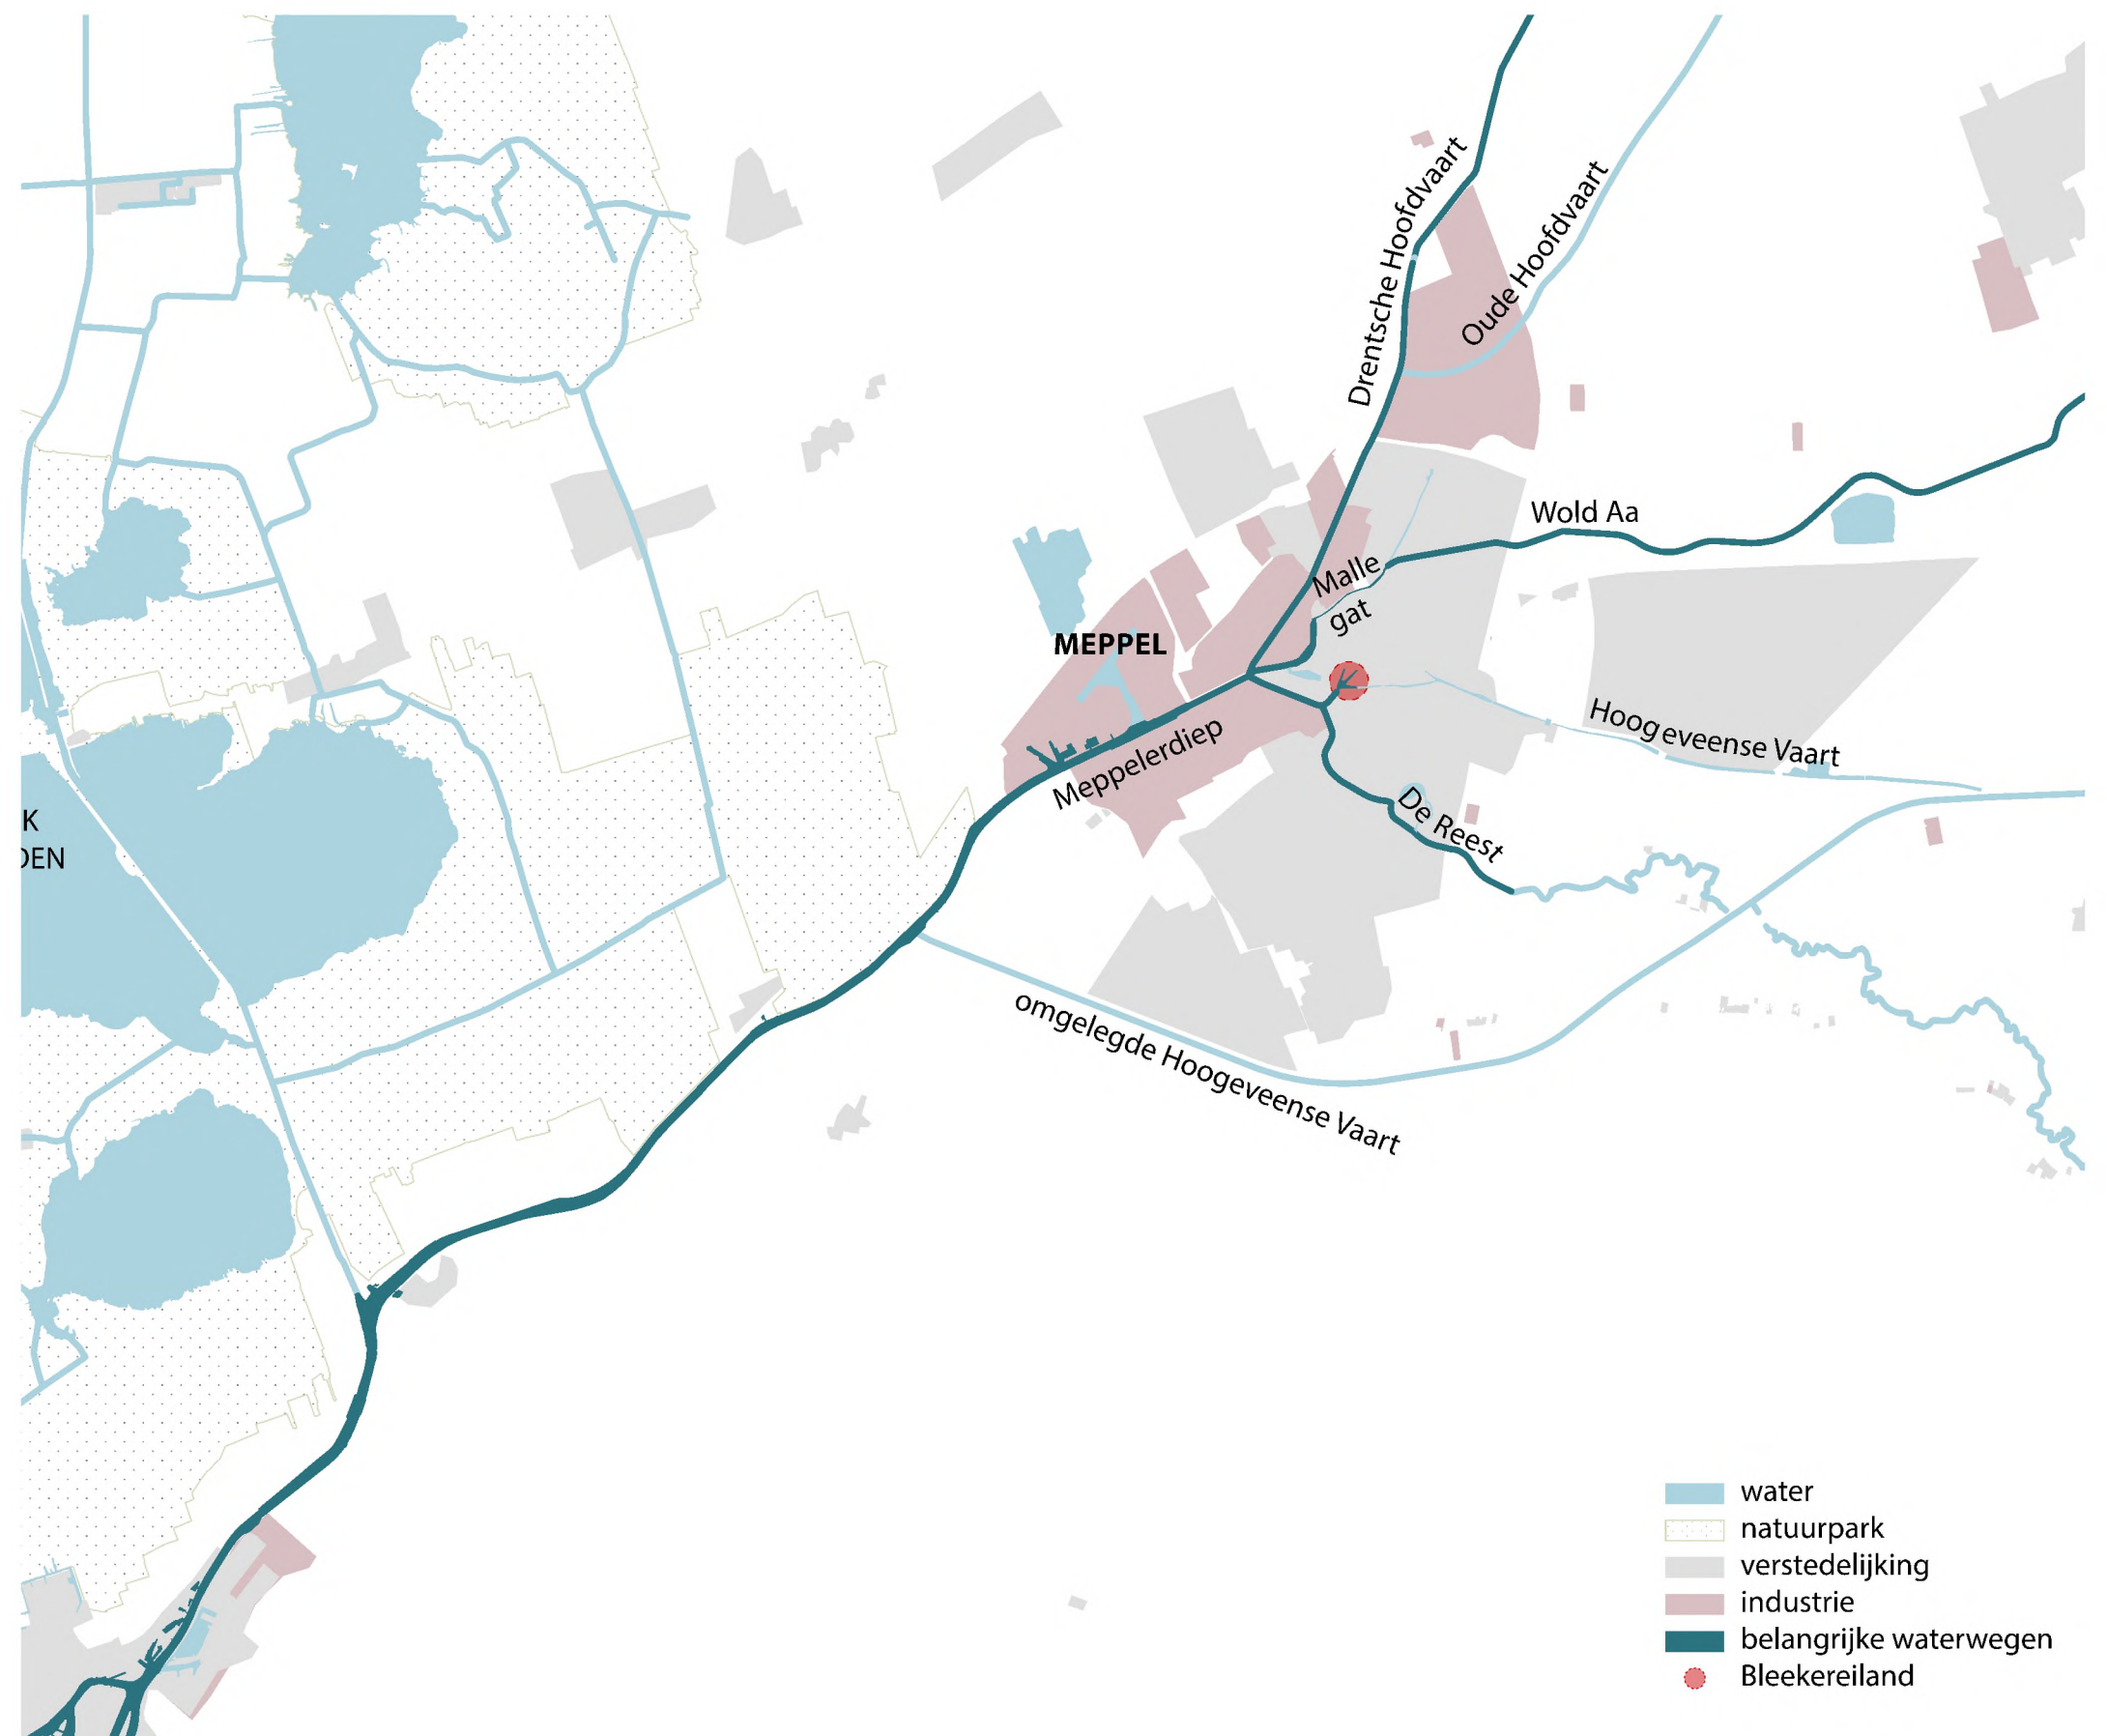 Drentsche Hoofdvaart
Oude Hoofdvaart
Wold Aa
Malle
gat
MEPPEL
Meppelerdiep
Hoogeveense Vaart
De Reest
K
DEN
omgelegde Hoogeveense Vaart
water
natuurpark
verstedelijking
industrie
belangrijke waterwegen
Bleekereiland